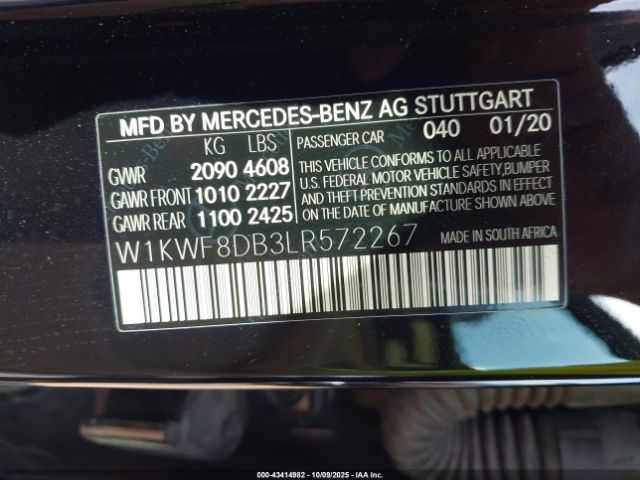 MFD BY MERCEDES-BENZ AG STUTTGART
KG LBS PASSENGER CAR 040 01/20
GVWR 2090 4608
GAWR FRONT 1010 2227
GAWR REAR 1100 2425
THIS VEHICLE CONFORMS TO ALL APPLICABLE
U.S. FEDERAL MOTOR VEHICLE SAFETY,BUMPER
AND THEFT PREVENTION STANDARDS IN EFFECT
ON THE DATE OF MANUFACTURE SHOWN ABOVE
W1KWF8DB3LR572267 MADE IN SOUTH AFRICA
000-43414982 - 10/09/2025 - IAA Inc.